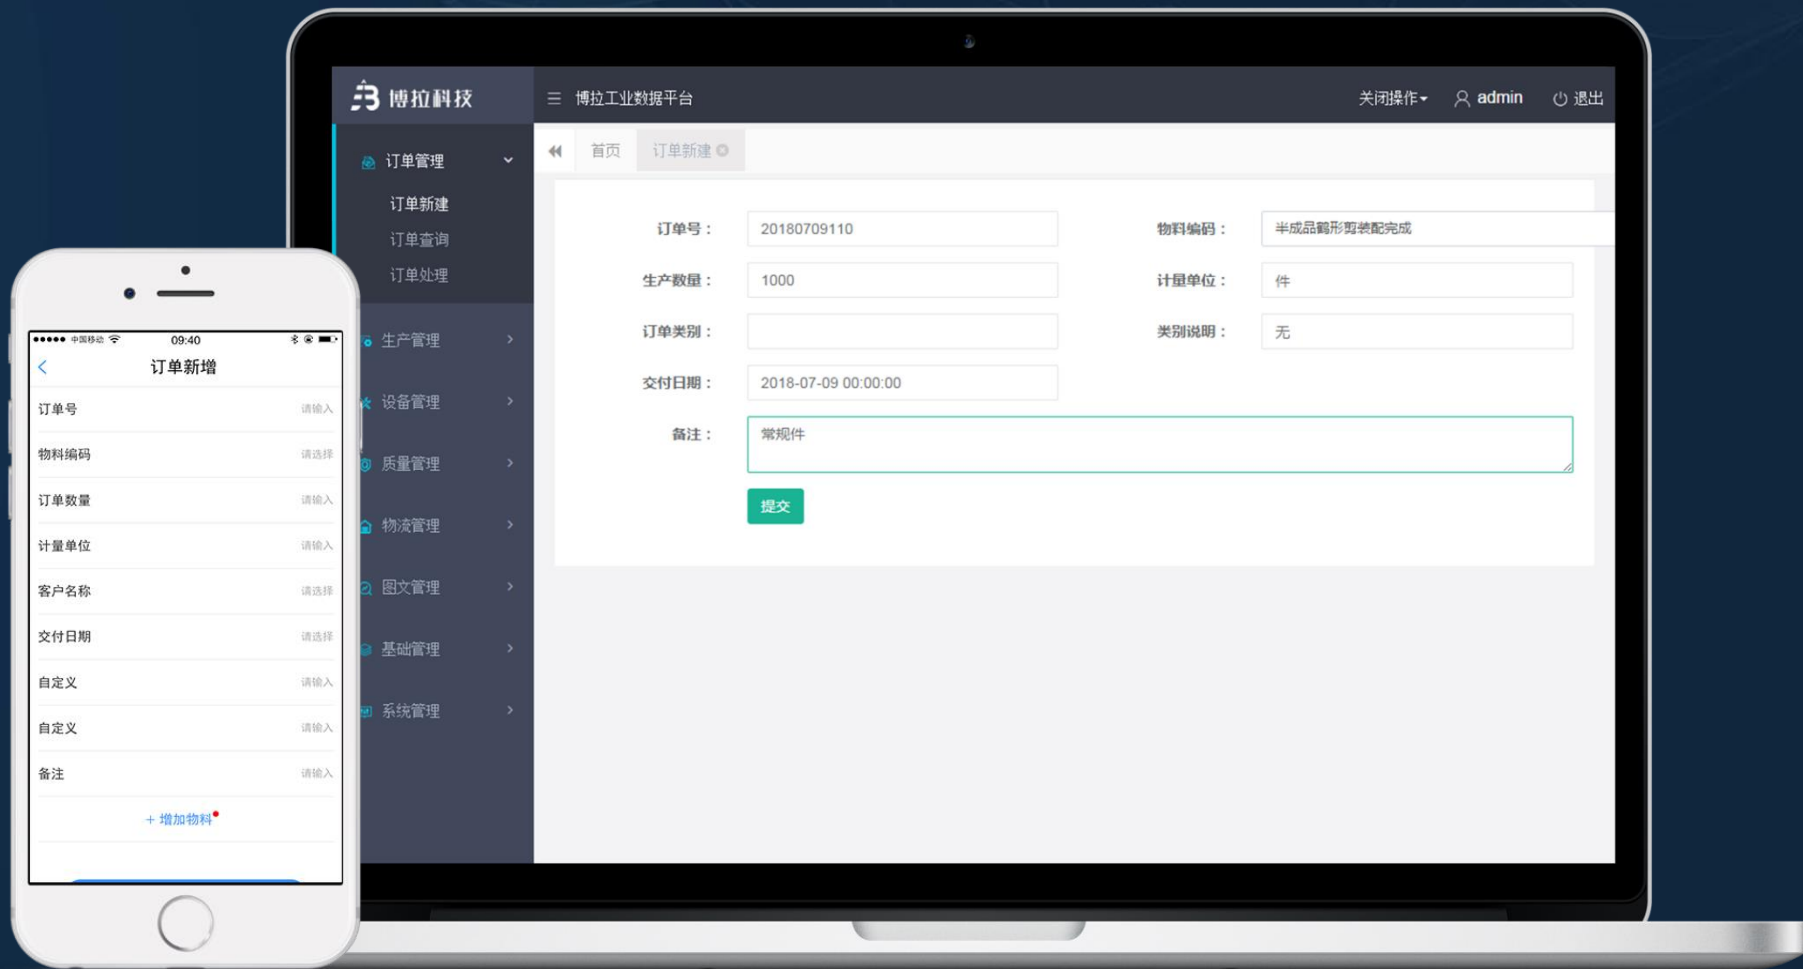 博拉科技
博拉工业数据平台
关闭操作
admin
退出
订单管理
订单新建
订单查询
订单处理
生产管理
设备管理
质量管理
物流管理
图文管理
基础管理
系统管理
首页
订单新建
订单号： 20180709110
物料编码： 半成品鹤形剪装配完成
生产数量： 1000
计量单位： 件
订单类别：
类别说明： 无
交付日期： 2018-07-09 00:00:00
备注： 常规件
提交
中国移动 09:40
订单新增
订单号 请输入
物料编码 请选择
订单数量 请输入
计量单位 请输入
客户名称 请选择
交付日期 请选择
自定义 请输入
自定义 请输入
备注 请输入
+ 增加物料